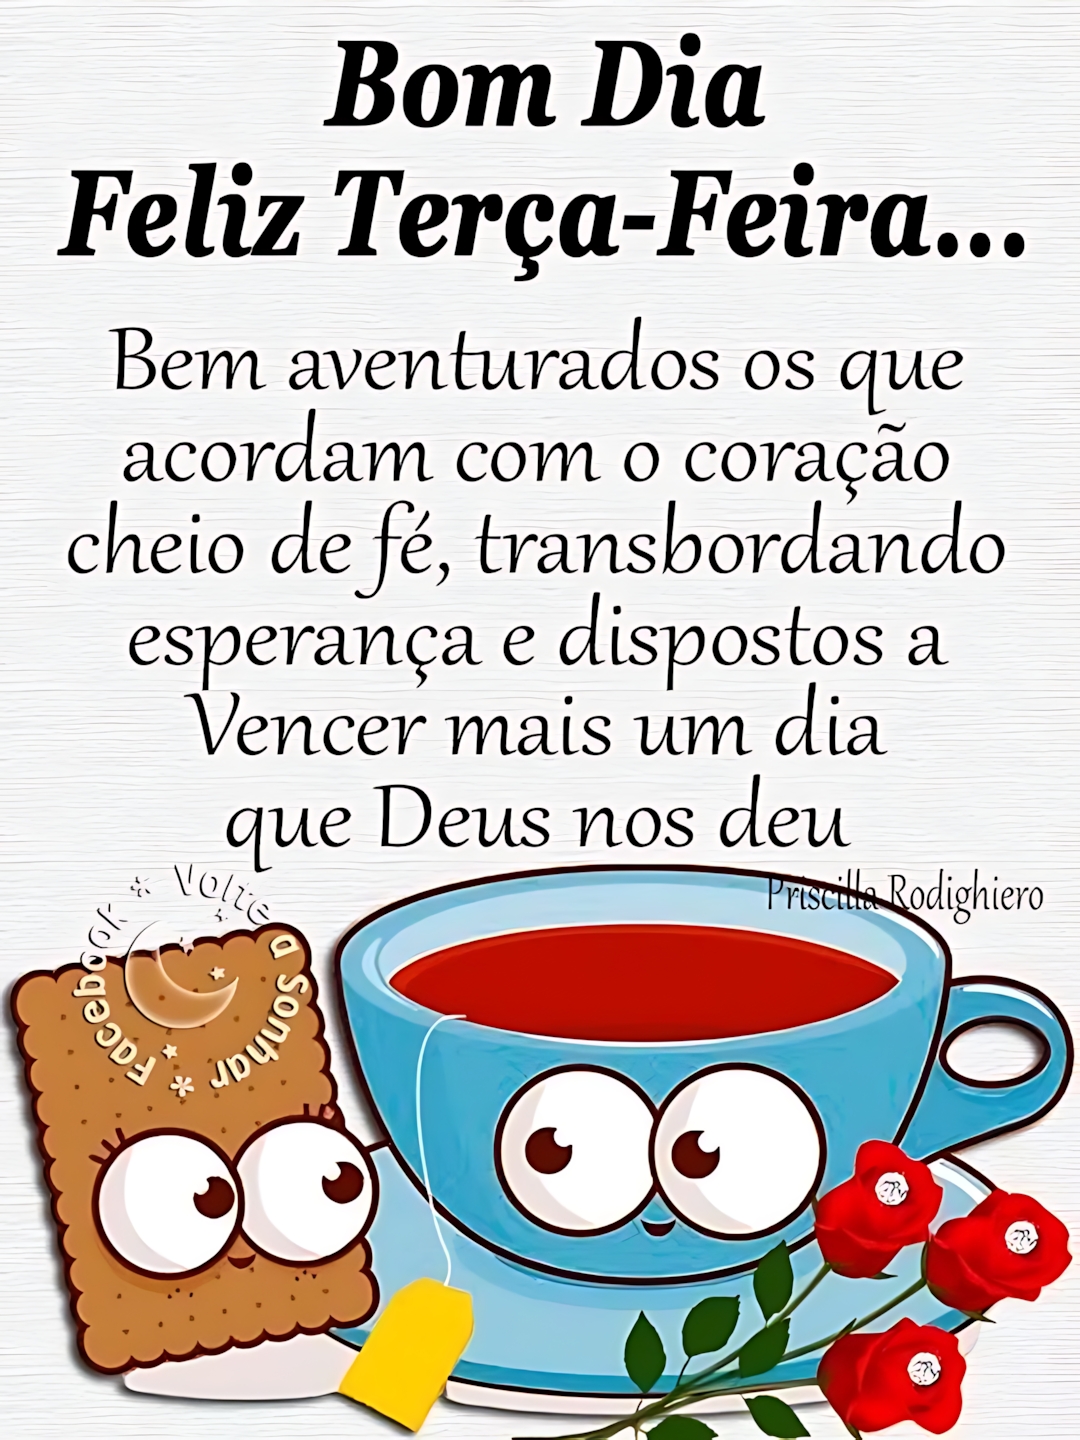 Bom Dia
Feliz Terça-Feira...
Bem aventurados os que
acordam com o coração
cheio de fé, transbordando
esperança e dispostos a
Vencer mais um dia
que Deus nos deu
Priscilla Rodighiero
Facebook * Volte a Sonhar *